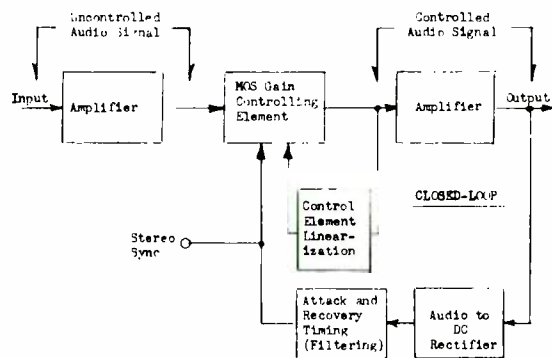 Uncontrolled
Audio Signal
Controlled
Audio Signal
Input
Amplifier
MOS Gain
Controlling
Element
Amplifier
Output
CLOSED-LOOP
Control
Element
Linear-
ization
Stereo
Sync
Attack and
Recovery
Timing
(Filtering)
Audio to
DC
Rectifier